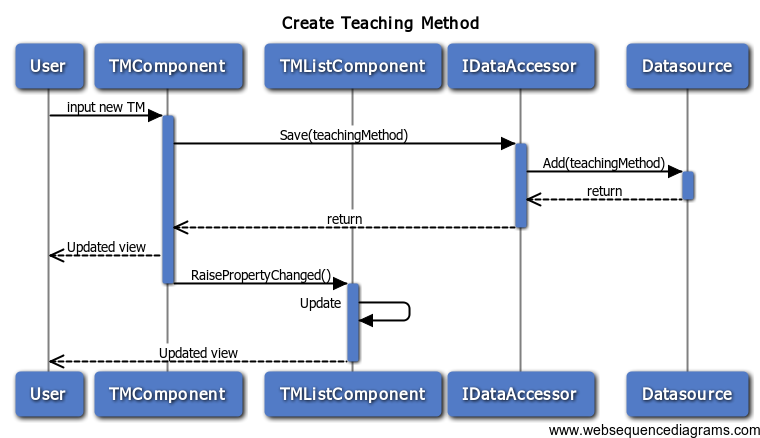 Create Teaching Method
User TMComponent TMListComponent IDataAccessor Datasource
input new TM
Save(teachingMethod)
Add(teachingMethod)
return
return
Updated view
RaisePropertyChanged()
Update
Updated view
User TMComponent TMListComponent IDataAccessor Datasource
www.websequencediagrams.com